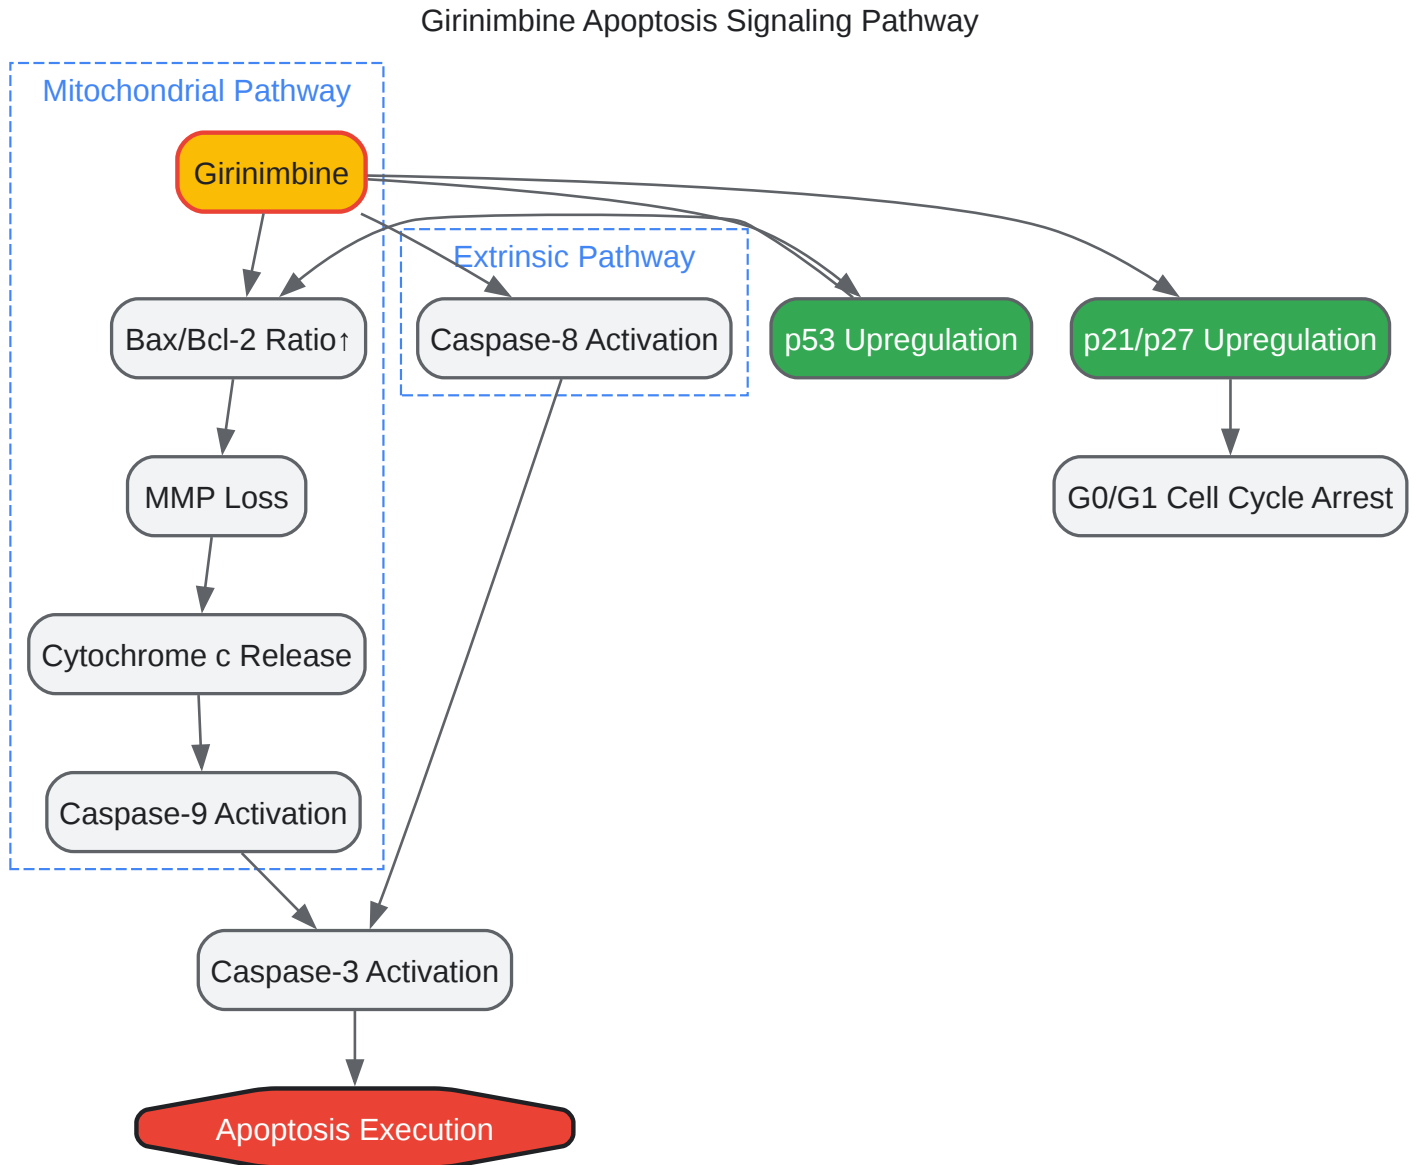 Girinimbine Apoptosis Signaling Pathway
Mitochondrial Pathway
Girinimbine
Extrinsic Pathway
Bax/Bcl-2 Ratio↑
Caspase-8 Activation
p53 Upregulation
p21/p27 Upregulation
MMP Loss
G0/G1 Cell Cycle Arrest
Cytochrome c Release
Caspase-9 Activation
Caspase-3 Activation
Apoptosis Execution